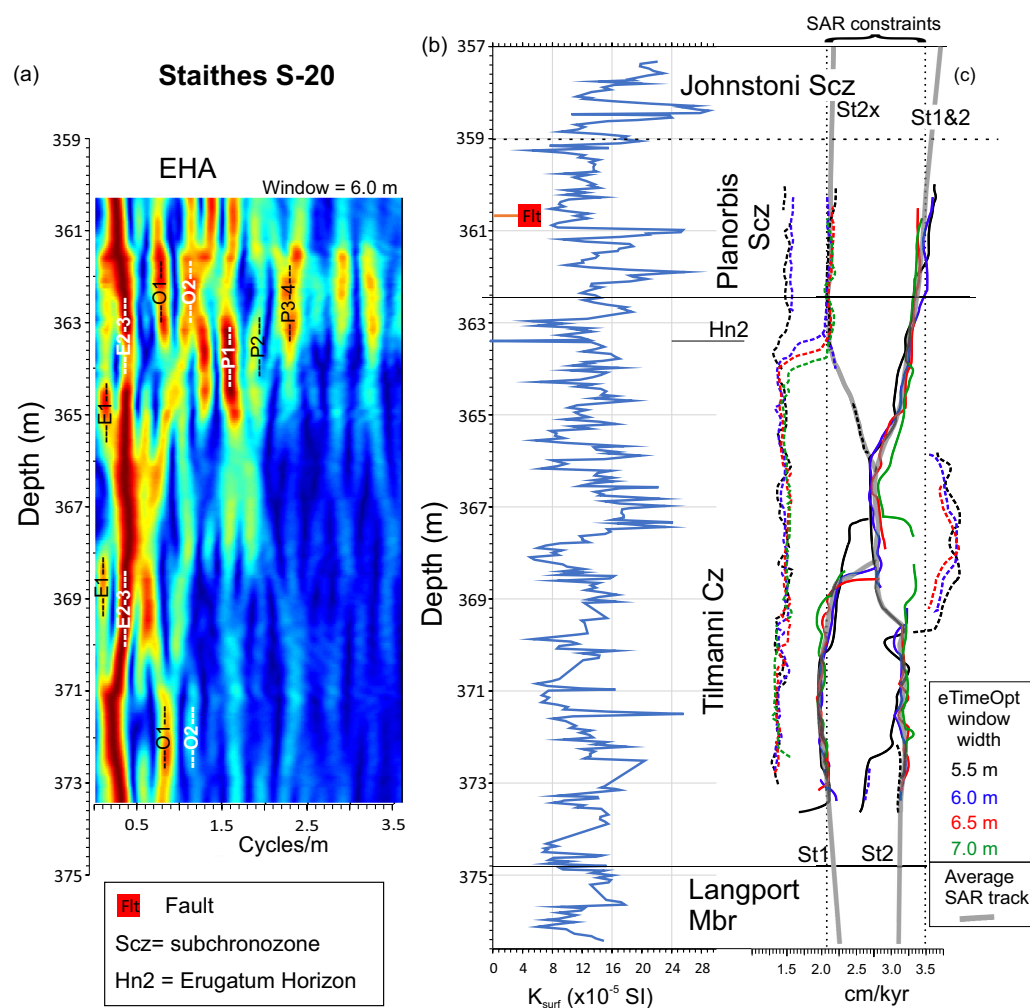 (a)
Staithes S-20
EHA
Window = 6.0 m
Depth (m)
359
361
363
365
367
369
371
373
375
O1---
---O2---
E2-3---
---P1---
P2---
---P3-4---
---E1---
---E1---
---E2-3---
---O1---
---O2---
0.5
1.5
2.5
3.5
Cycles/m
Flt Fault
Scz= subchronozone
Hn2 = Erugatum Horizon
(b)
Depth (m)
357
359
361
363
365
367
369
371
373
375
Flt
Johnstoni Scz
Planorbis
Scz
Hn2
Tilmanni Cz
Langport
Mbr
0 4 8 12 16 20 24 28
Ksurf (x10-5 SI)
SAR constraints
(c)
St2x
St1&2
St1
St2
1.5 2.0 2.5 3.0 3.5
cm/kyr
eTimeOpt
window
width
5.5 m
6.0 m
6.5 m
7.0 m
Average
SAR track